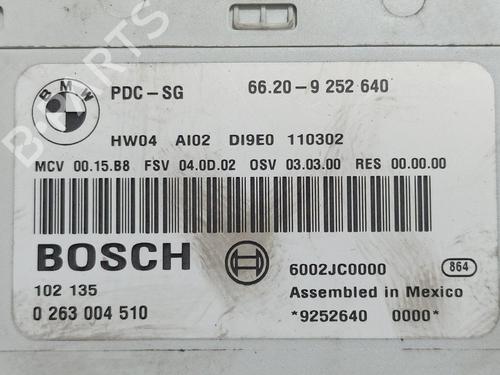 BMW
PDC-SG 66.20-9 252 640
HW04 AI02 DI9E0 110302
MCV 00.15.B8 FSV 04.0D.02 OSV 03.03.00 RES 00.00.00
BOSCH
6002JC0000 864
102 135 Assembled in Mexico
0 263 004 510 *9252640 0000*